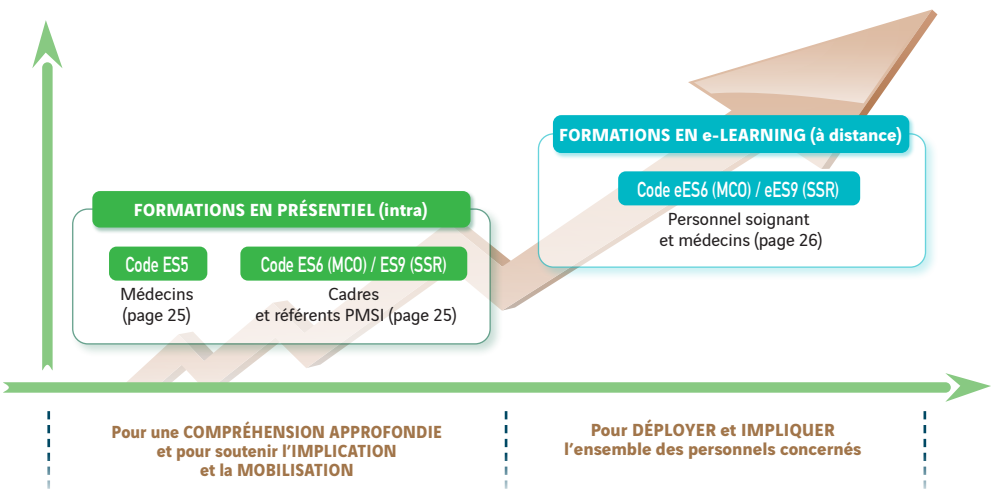 FORMATIONS EN e-LEARNING (à distance)
Code eES6 (MCO) / eES9 (SSR)
Personnel soignant
et médecins (page 26)
FORMATIONS EN PRÉSENTIEL (intra)
Code ES5
Médecins
(page 25)
Code ES6 (MCO) / ES9 (SSR)
Cadres
et référents PMSI (page 25)
Pour une COMPRÉHENSION APPROFONDIE
et pour soutenir l’IMPLICATION
et la MOBILISATION
Pour DÉPLOYER et IMPLIQUER
l’ensemble des personnels concernés